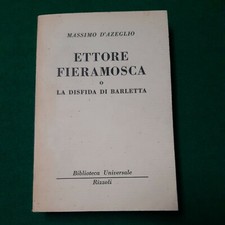 MASSIMO D'AZEGLIO
ETTORE
FIERAMOSCA
O
LA DISFIDA DI BARLETTA
Biblioteca Universale
Rizzoli